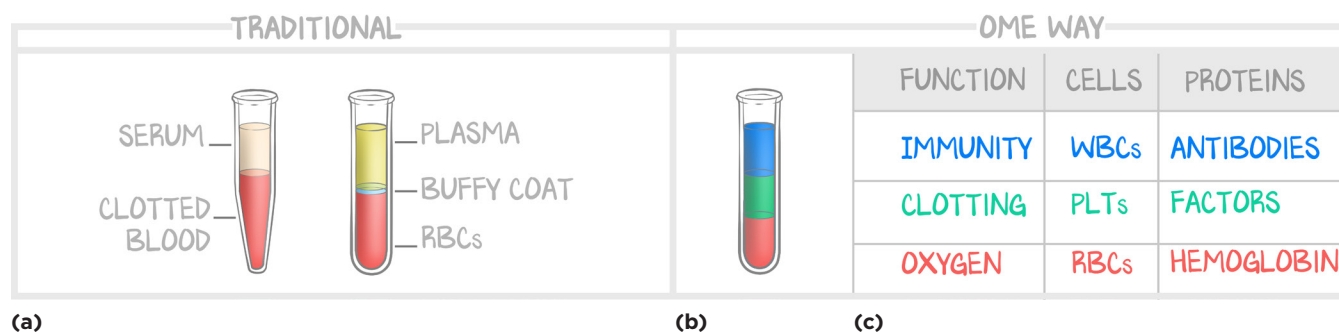 TRADITIONAL
OME WAY
SERUM
CLOTTED
BLOOD
PLASMA
BUFFY COAT
RBCs
FUNCTION CELLS PROTEINS
IMMUNITY WBCs ANTIBODIES
CLOTTING PLTs FACTORS
OXYGEN RBCs HEMOGLOBIN
(a) (b) (c)